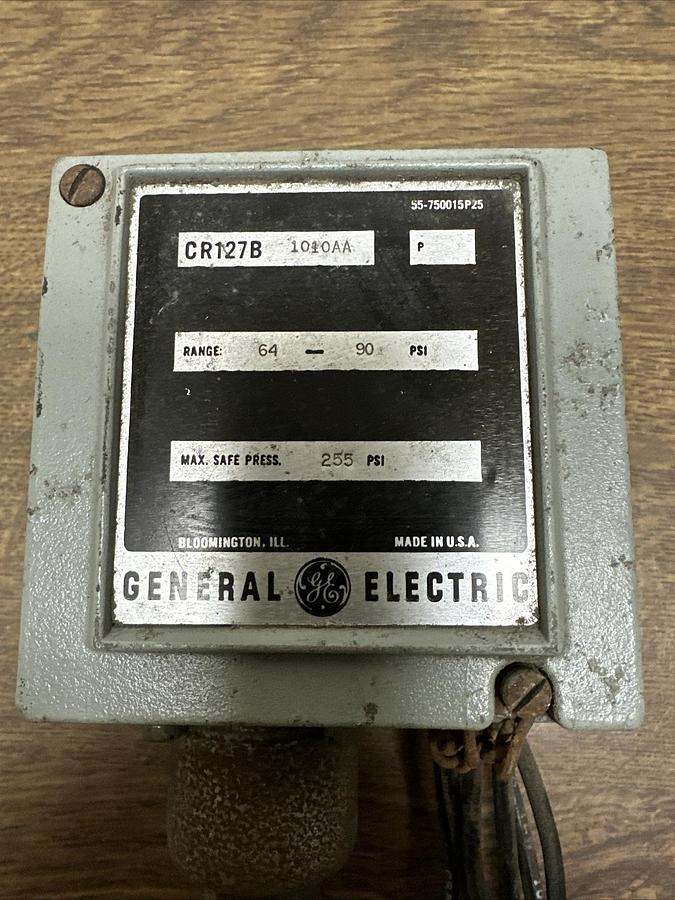 55-750015P25
CR127B 1010AA P
RANGE: 64 — 90 PSI
MAX. SAFE PRESS. 255 PSI
BLOOMINGTON, ILL. MADE IN U.S.A.
GENERAL GE ELECTRIC